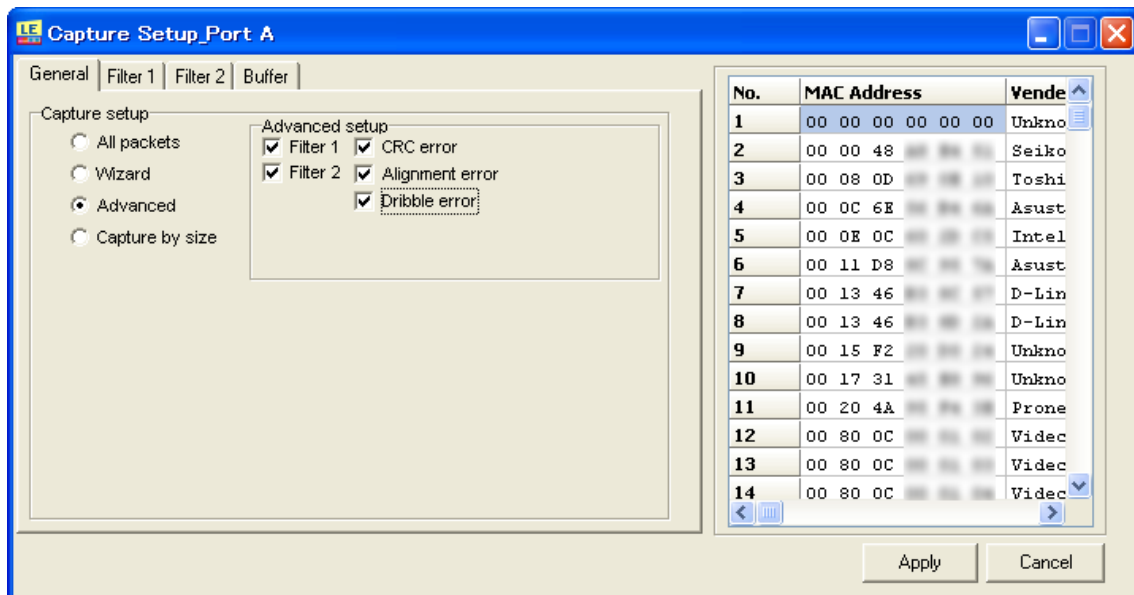 LE Capture Setup_Port A
General Filter 1 Filter 2 Buffer
Capture setup
All packets
Wizard
Advanced
Capture by size
Advanced setup
Filter 1 CRC error
Filter 2 Alignment error
Dribble error
No. MAC Address Vende
1 00 00 00 00 00 00 Unkno
2 00 00 48 Seiko
3 00 08 0D Toshi
4 00 0C 6E Asust
5 00 0E 0C Intel
6 00 11 D8 Asust
7 00 13 46 D-Lin
8 00 13 46 D-Lin
9 00 15 F2 Unkno
10 00 17 31 Unkno
11 00 20 4A Prone
12 00 80 0C Videc
13 00 80 0C Videc
14 00 80 0C Videc
Apply Cancel